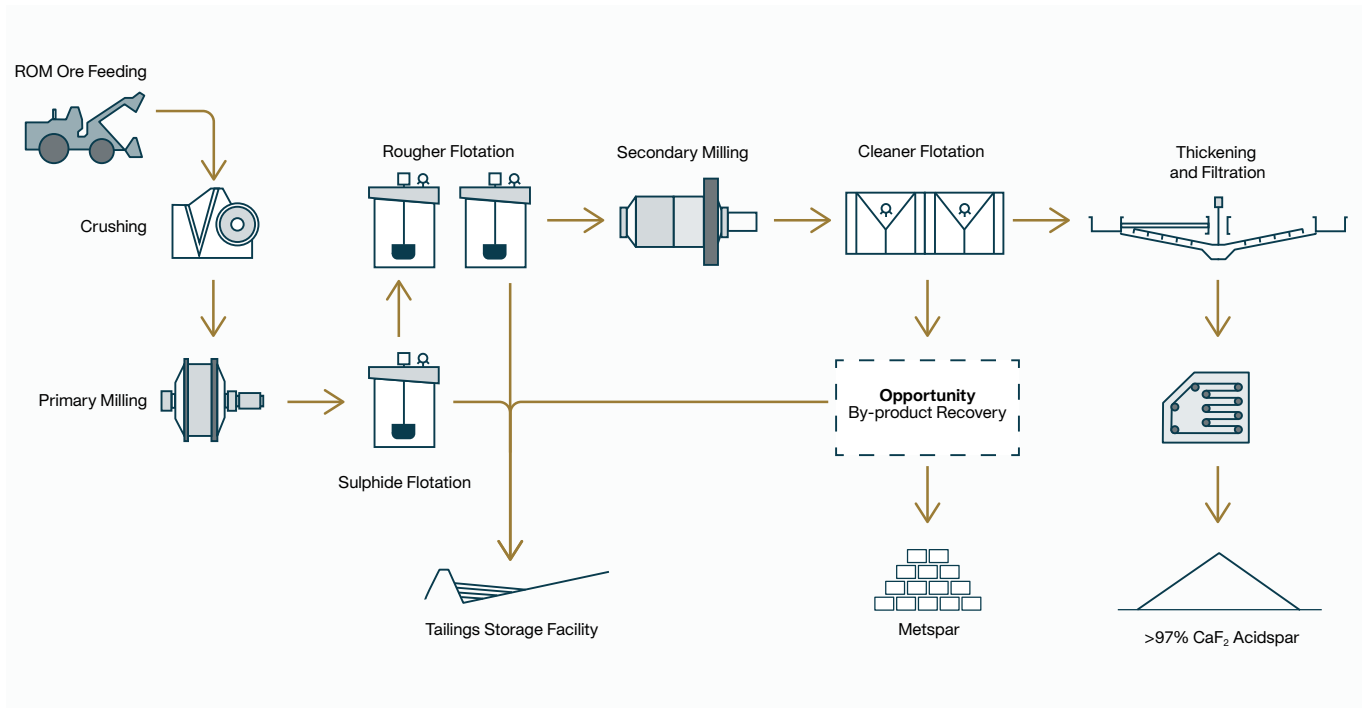 ROM Ore Feeding
Crushing
Primary Milling
Sulphide Flotation
Rougher Flotation
Secondary Milling
Cleaner Flotation
Thickening
and Filtration
Opportunity
By-product Recovery
Tailings Storage Facility
Metspar
>97% CaF₂ Acidspar